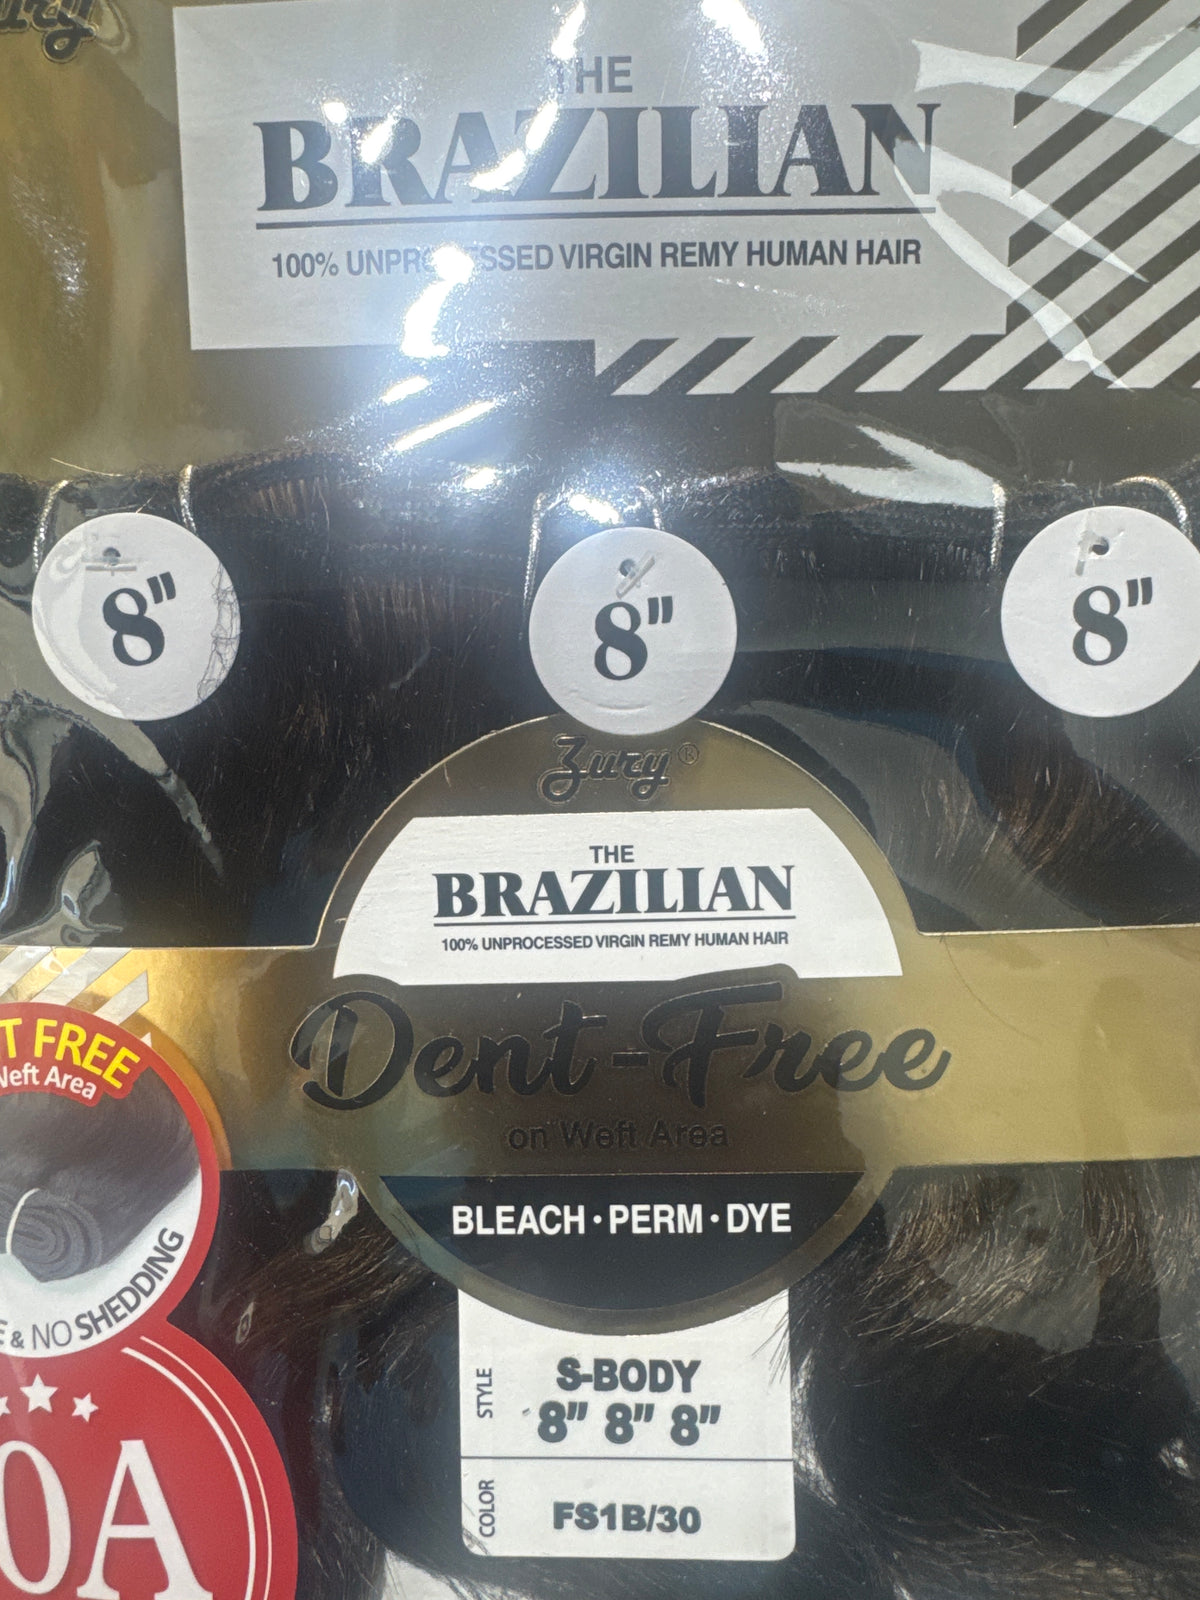 THE
BRAZILIAN
100% UNPROCESSED VIRGIN REMY HUMAN HAIR
8"
8"
8"
Zury®
THE
BRAZILIAN
100% UNPROCESSED VIRGIN REMY HUMAN HAIR
Dent-Free
on Weft Area
BLEACH • PERM • DYE
FREE
Weft Area
& NO SHEDDING
0A
STYLE
S-BODY
8" 8" 8"
COLOR
FS1B/30